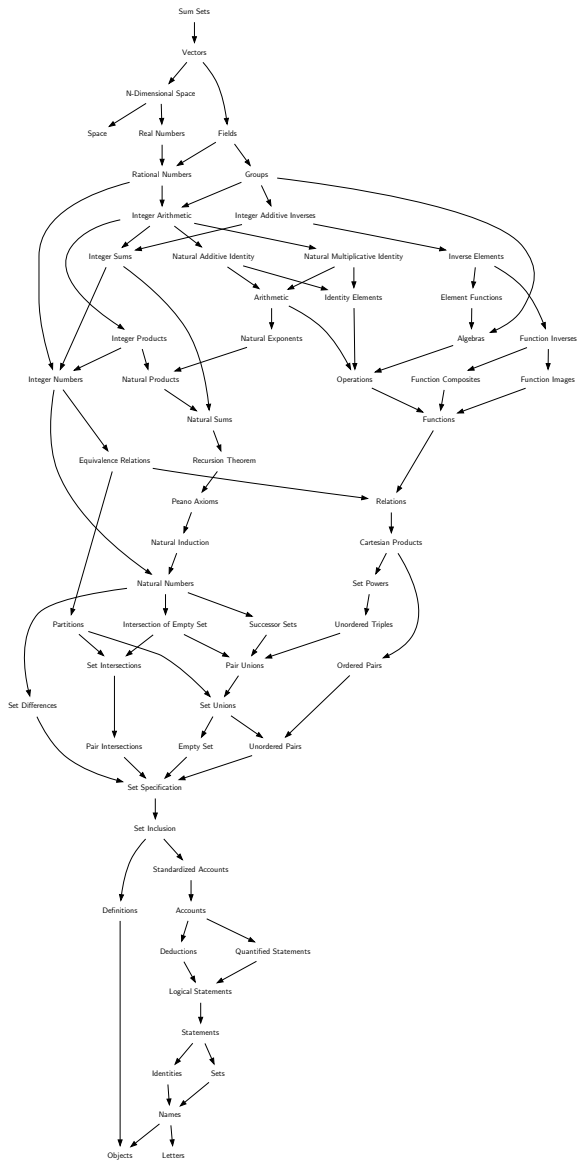 Sum Sets
Vectors
N-Dimensional Space
Space
Real Numbers
Fields
Rational Numbers
Groups
Integer Arithmetic
Integer Additive Inverses
Integer Sums
Natural Additive Identity
Natural Multiplicative Identity
Inverse Elements
Arithmetic
Identity Elements
Element Functions
Integer Products
Natural Exponents
Algebras
Function Inverses
Integer Numbers
Natural Products
Operations
Function Composites
Function Images
Natural Sums
Functions
Equivalence Relations
Recursion Theorem
Peano Axioms
Relations
Natural Induction
Cartesian Products
Natural Numbers
Set Powers
Partitions
Intersection of Empty Set
Successor Sets
Unordered Triples
Set Intersections
Pair Unions
Ordered Pairs
Set Differences
Set Unions
Pair Intersections
Empty Set
Unordered Pairs
Set Specification
Set Inclusion
Standardized Accounts
Definitions
Accounts
Deductions
Quantified Statements
Logical Statements
Statements
Identities
Sets
Names
Objects
Letters